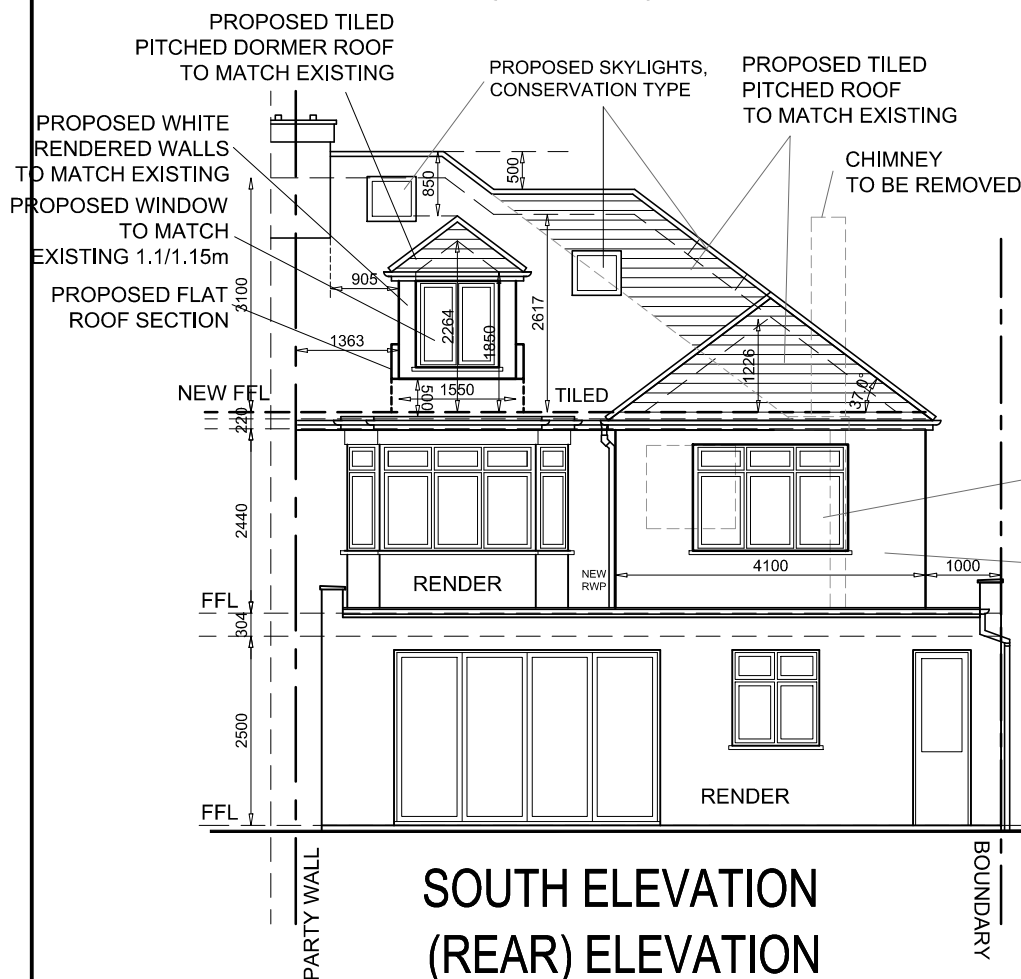 PROPOSED TILED
PITCHED DORMER ROOF
TO MATCH EXISTING
PROPOSED SKYLIGHTS,
CONSERVATION TYPE
PROPOSED TILED
PITCHED ROOF
TO MATCH EXISTING
PROPOSED WHITE
RENDERED WALLS
TO MATCH EXISTING
CHIMNEY
TO BE REMOVED
PROPOSED WINDOW
TO MATCH
EXISTING 1.1/1.15m
PROPOSED FLAT
ROOF SECTION
850
500
905
3100
1363
2264
1850
2617
1226
37.0°
500
1550
TILED
NEW FFL
220
2440
RENDER
NEW
RWP
4100
1000
FFL
304
2500
RENDER
FFL
PARTY WALL
BOUNDARY
SOUTH ELEVATION
(REAR) ELEVATION